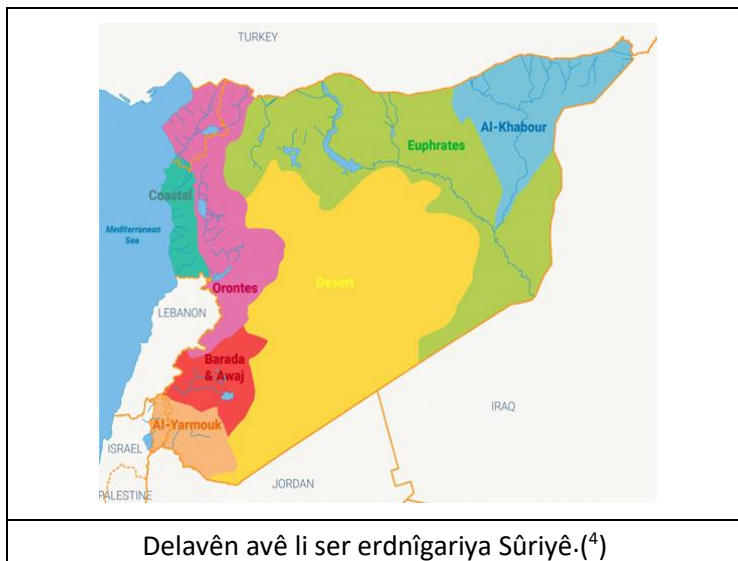 TURKEY
Al-Khabour
Euphrates
Coastal
Mediterranean
Sea
Desert
Orontes
LEBANON
Barada
& Awaj
IRAQ
Al-Yarmouk
ISRAEL
JORDAN
PALESTINE
Delavên avê li ser erdnîgariya Sûriyê.(⁴)